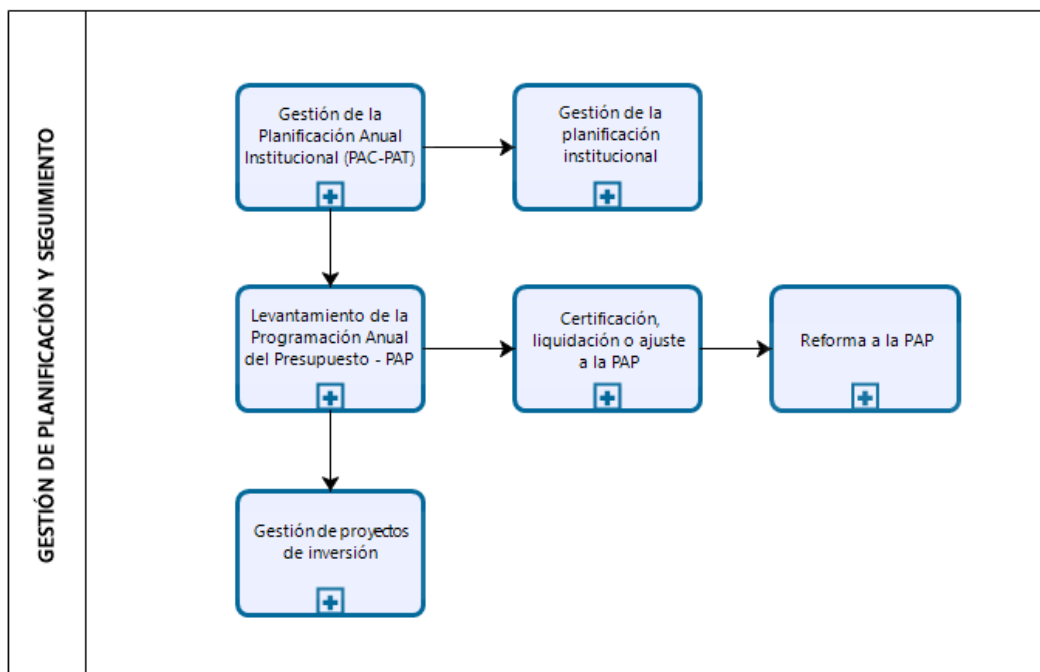 GESTIÓN DE PLANIFICACIÓN Y SEGUIMIENTO
Gestión de la
Planificación Anual
Institucional (PAC-PAT)
Gestión de la
planificación
institucional
Levantamiento de la
Programación Anual
del Presupuesto - PAP
Certificación,
liquidación o ajuste
a la PAP
Reforma a la PAP
Gestión de proyectos
de inversión